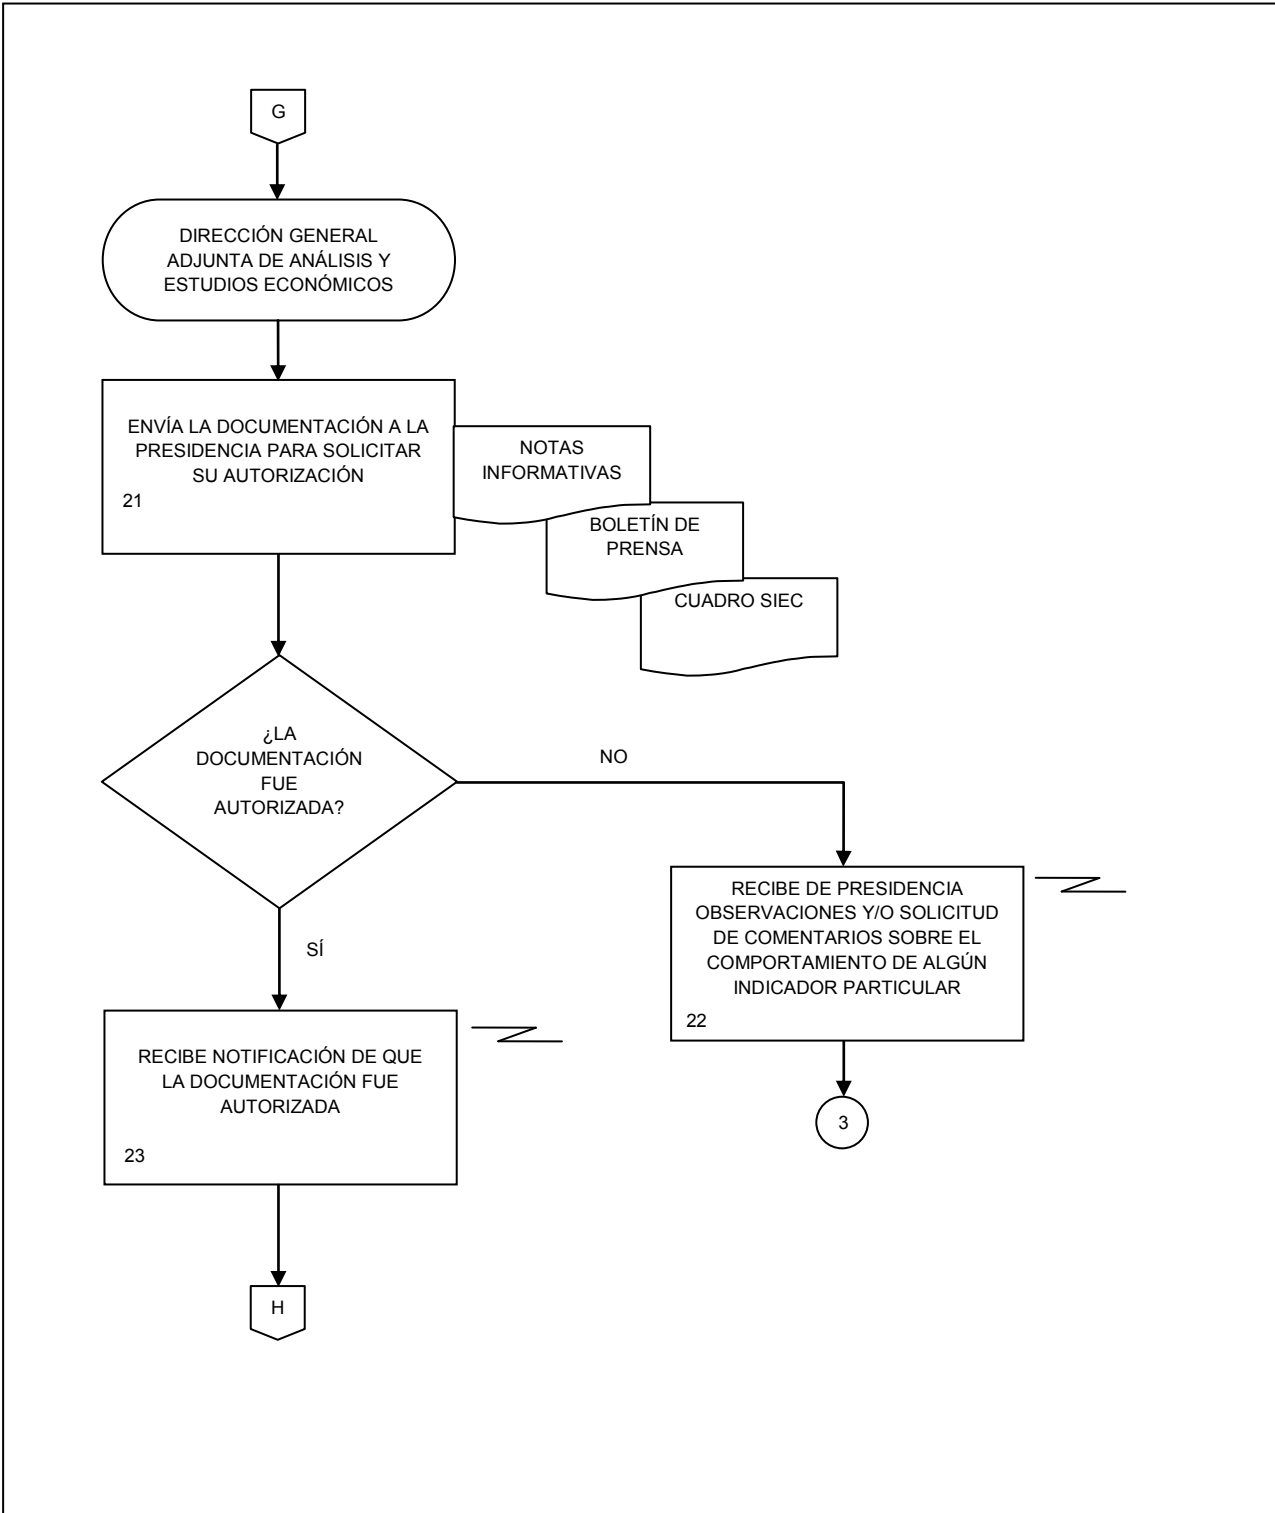 G
DIRECCIÓN GENERAL
ADJUNTA DE ANÁLISIS Y
ESTUDIOS ECONÓMICOS
ENVÍA LA DOCUMENTACIÓN A LA
PRESIDENCIA PARA SOLICITAR
SU AUTORIZACIÓN
21
NOTAS
INFORMATIVAS
BOLETÍN DE
PRENSA
CUADRO SIEC
¿LA
DOCUMENTACIÓN
FUE
AUTORIZADA?
NO
RECIBE DE PRESIDENCIA
OBSERVACIONES Y/O SOLICITUD
DE COMENTARIOS SOBRE EL
COMPORTAMIENTO DE ALGÚN
INDICADOR PARTICULAR
22
3
SÍ
RECIBE NOTIFICACIÓN DE QUE
LA DOCUMENTACIÓN FUE
AUTORIZADA
23
H